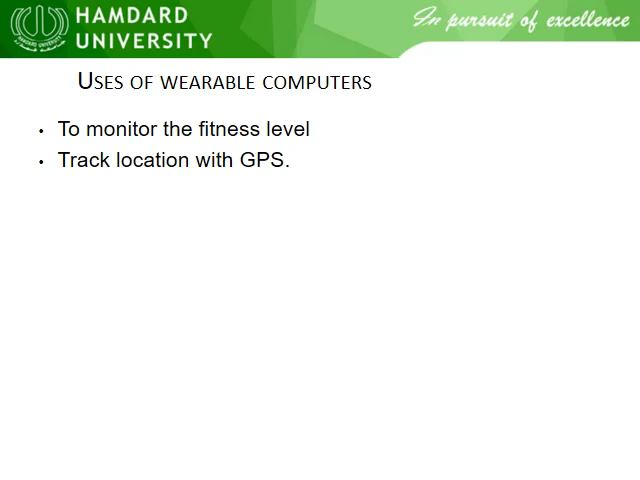 HAMDARD
UNIVERSITY
In pursuit of excellence
USES OF WEARABLE COMPUTERS
• To monitor the fitness level
• Track location with GPS.